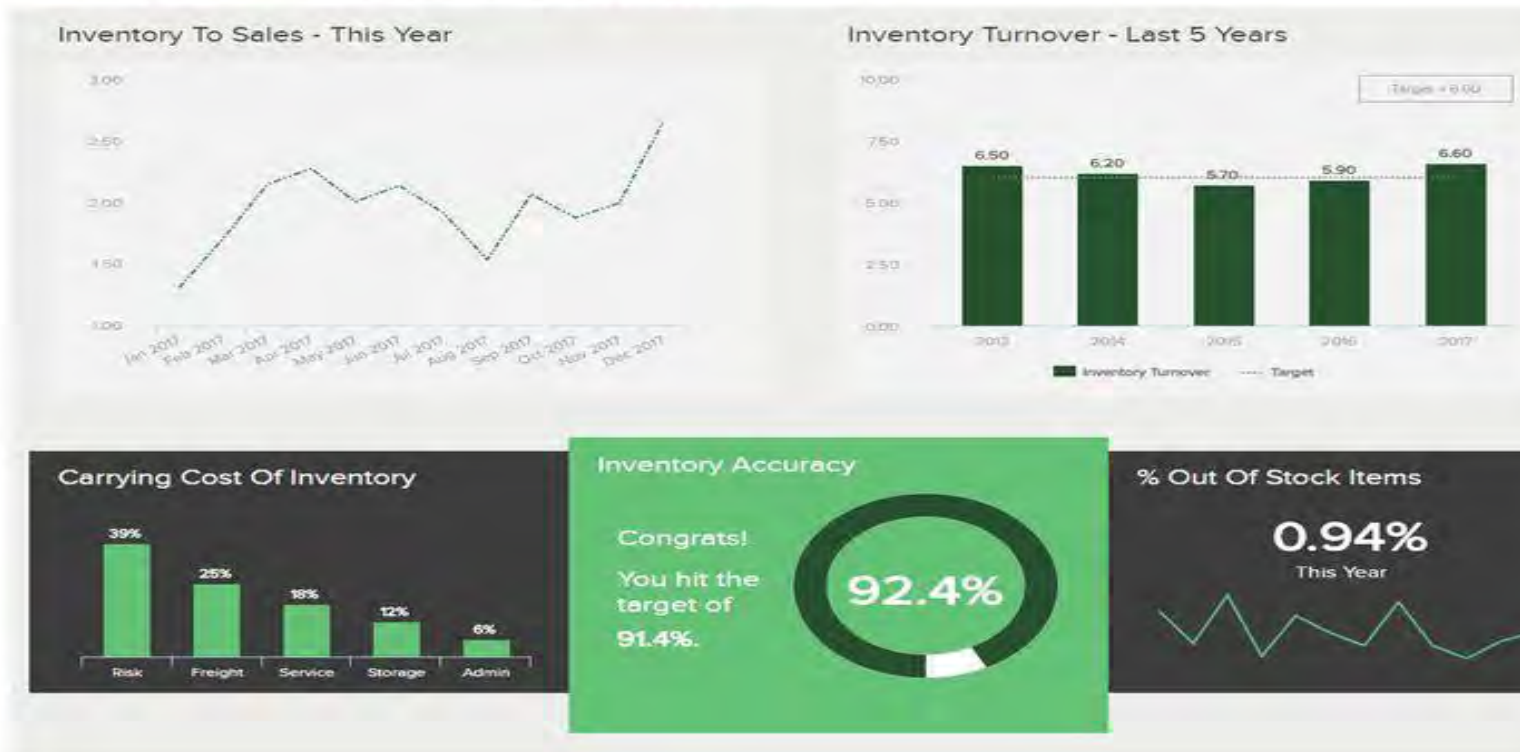 Inventory To Sales - This Year
3.00
2.50
2.00
1.50
1.00
Jan 2017
Feb 2017
Mar 2017
Apr 2017
May 2017
Jun 2017
Jul 2017
Aug 2017
Sep 2017
Oct 2017
Nov 2017
Dec 2017
Inventory Turnover - Last 5 Years
10.00
7.50
5.00
2.50
0.00
Target = 6.00
6.50
6.20
5.70
5.90
6.60
2013
2014
2015
2016
2017
Inventory Turnover
Target
Carrying Cost Of Inventory
39%
25%
18%
12%
6%
Risk
Freight
Service
Storage
Admin
Inventory Accuracy
Congrats!
You hit the
target of
91.4%.
92.4%
% Out Of Stock Items
0.94%
This Year